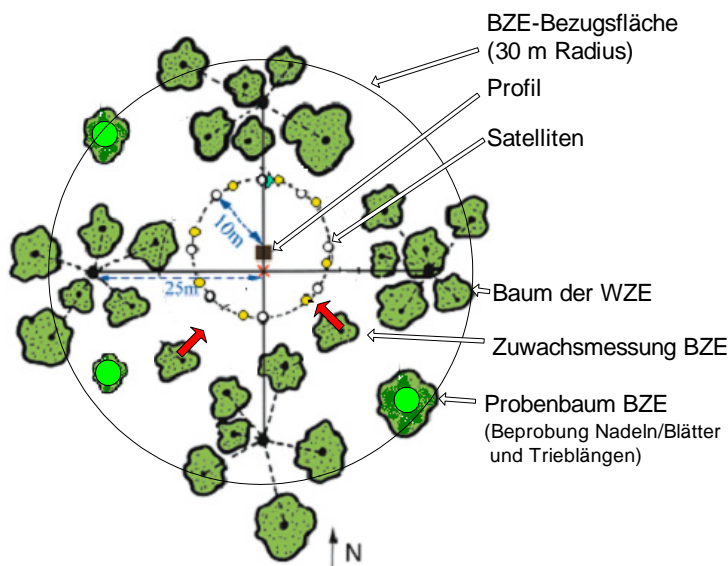 BZE-Bezugsfläche
(30 m Radius)
Profil
Satelliten
10m
25m
Baum der WZE
Zuwachsmessung BZE
Probenbaum BZE
(Beprobung Nadeln/Blätter
und Trieblängen)
N